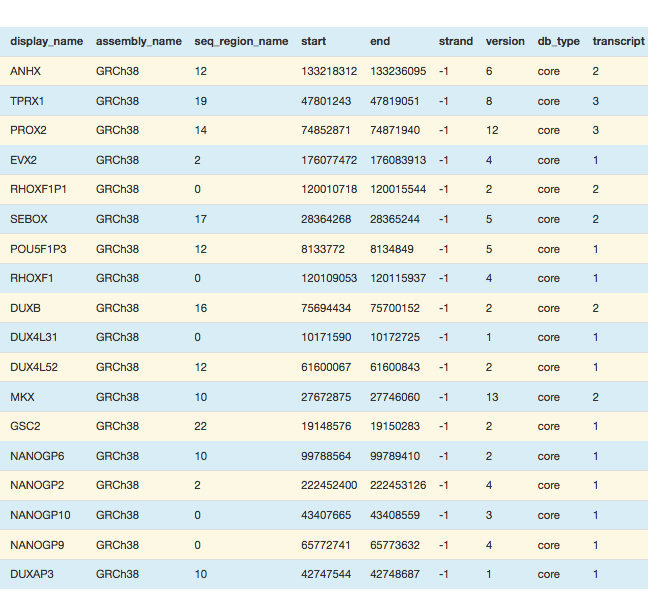 display_name assembly_name seq_region_name start end strand version db_type transcript
ANHX GRCh38 12 133218312 133236095 -1 6 core 2
TPRX1 GRCh38 19 47801243 47819051 -1 8 core 3
PROX2 GRCh38 14 74852871 74871940 -1 12 core 3
EVX2 GRCh38 2 176077472 176083913 -1 4 core 1
RHOXF1P1 GRCh38 0 120010718 120015544 -1 2 core 2
SEBOX GRCh38 17 28364268 28365244 -1 5 core 2
POU5F1P3 GRCh38 12 8133772 8134849 -1 5 core 1
RHOXF1 GRCh38 0 120109053 120115937 -1 4 core 1
DUXB GRCh38 16 75694434 75700152 -1 2 core 2
DUX4L31 GRCh38 0 10171590 10172725 -1 1 core 1
DUX4L52 GRCh38 12 61600067 61600843 -1 2 core 1
MKX GRCh38 10 27672875 27746060 -1 13 core 2
GSC2 GRCh38 22 19148576 19150283 -1 2 core 1
NANOGP6 GRCh38 10 99788564 99789410 -1 2 core 1
NANOGP2 GRCh38 2 222452400 222453126 -1 4 core 1
NANOGP10 GRCh38 0 43407665 43408559 -1 3 core 1
NANOGP9 GRCh38 0 65772741 65773632 -1 4 core 1
DUXAP3 GRCh38 10 42747544 42748687 -1 1 core 1